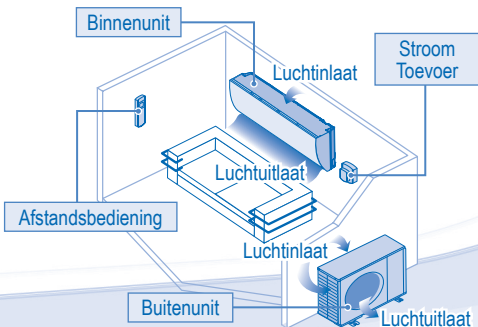 Binnenunit
Stroom
Toevoer
Luchtinlaat
Luchtuitlaat
Afstandsbediening
Luchtinlaat
Buitenunit
Luchtuitlaat